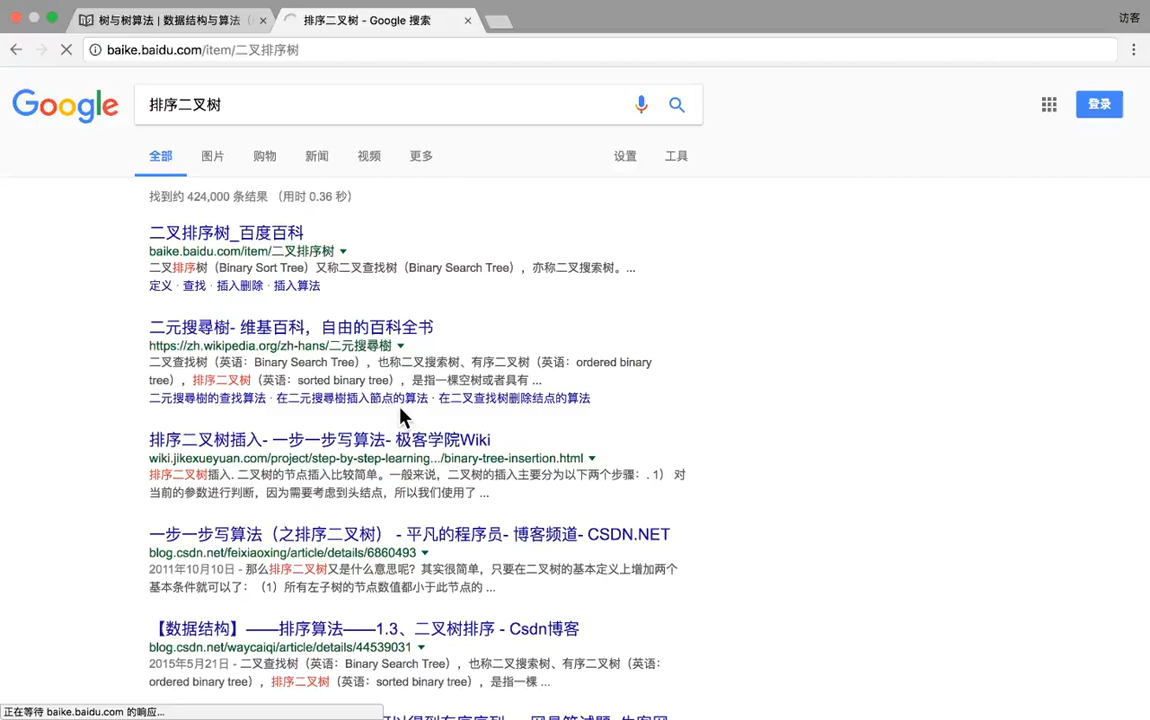 树与树算法 | 数据结构与算法（
排序二叉树 - Google 搜索
访客
baike.baidu.com/item/二叉排序树
Google
排序二叉树
登录
全部 图片 购物 新闻 视频 更多 设置 工具
找到约 424,000 条结果 （用时 0.36 秒）
二叉排序树_百度百科
baike.baidu.com/item/二叉排序树
二叉排序树（Binary Sort Tree）又称二叉查找树（Binary Search Tree），亦称二叉搜索树。...
定义 · 查找 · 插入删除 · 插入算法
二元搜尋樹- 维基百科，自由的百科全书
https://zh.wikipedia.org/zh-hans/二元搜尋樹
二叉查找树（英语：Binary Search Tree），也称二叉搜索树、有序二叉树（英语：ordered binary
tree），排序二叉树（英语：sorted binary tree），是指一棵空树或者具有 ...
二元搜尋樹的查找算法 · 在二元搜尋樹插入節点的算法 · 在二叉查找树删除结点的算法
排序二叉树插入- 一步一步写算法- 极客学院Wiki
wiki.jikexueyuan.com/project/step-by-step-learning.../binary-tree-insertion.html
排序二叉树插入. 二叉树的节点插入比较简单。一般来说，二叉树的插入主要分为以下两个步骤：. 1） 对
当前的参数进行判断，因为需要考虑到头结点，所以我们使用了 ...
一步一步写算法（之排序二叉树） - 平凡的程序员- 博客频道- CSDN.NET
blog.csdn.net/feixiaoxing/article/details/6860493
2011年10月10日 - 那么排序二叉树又是什么意思呢？其实很简单，只要在二叉树的基本定义上增加两个
基本条件就可以了：（1）所有左子树的节点数值都小于此节点的 ...
【数据结构】——排序算法——1.3、二叉树排序 - Csdn博客
blog.csdn.net/waycaiqi/article/details/44539031
2015年5月21日 - 二叉查找树（英语：Binary Search Tree），也称二叉搜索树、有序二叉树（英语：
ordered binary tree），排序二叉树（英语：sorted binary tree），是指一棵 ...
正在等待 baike.baidu.com 的响应...